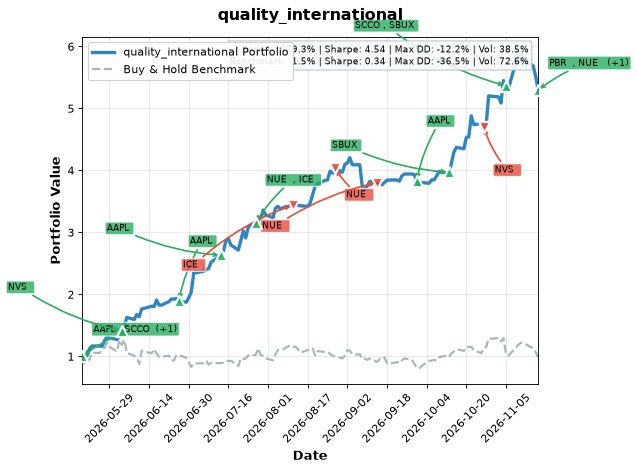 quality_international
SCCO , SBUX
quality_international Portfolio
9.3% | Sharpe: 4.54 | Max DD: -12.2% | Vol: 38.5%
Buy & Hold Benchmark
1.5% | Sharpe: 0.34 | Max DD: -36.5% | Vol: 72.6%
PBR , NUE (+1)
AAPL
SBUX
NVS
NUE , ICE
NUE
AAPL
NUE
AAPL
ICE
NVS
AAPL , SCCO (+1)
Portfolio Value
6
5
4
3
2
1
2026-05-29
2026-06-14
2026-06-30
2026-07-16
2026-08-01
2026-08-17
2026-09-02
2026-09-18
2026-10-04
2026-10-20
2026-11-05
Date